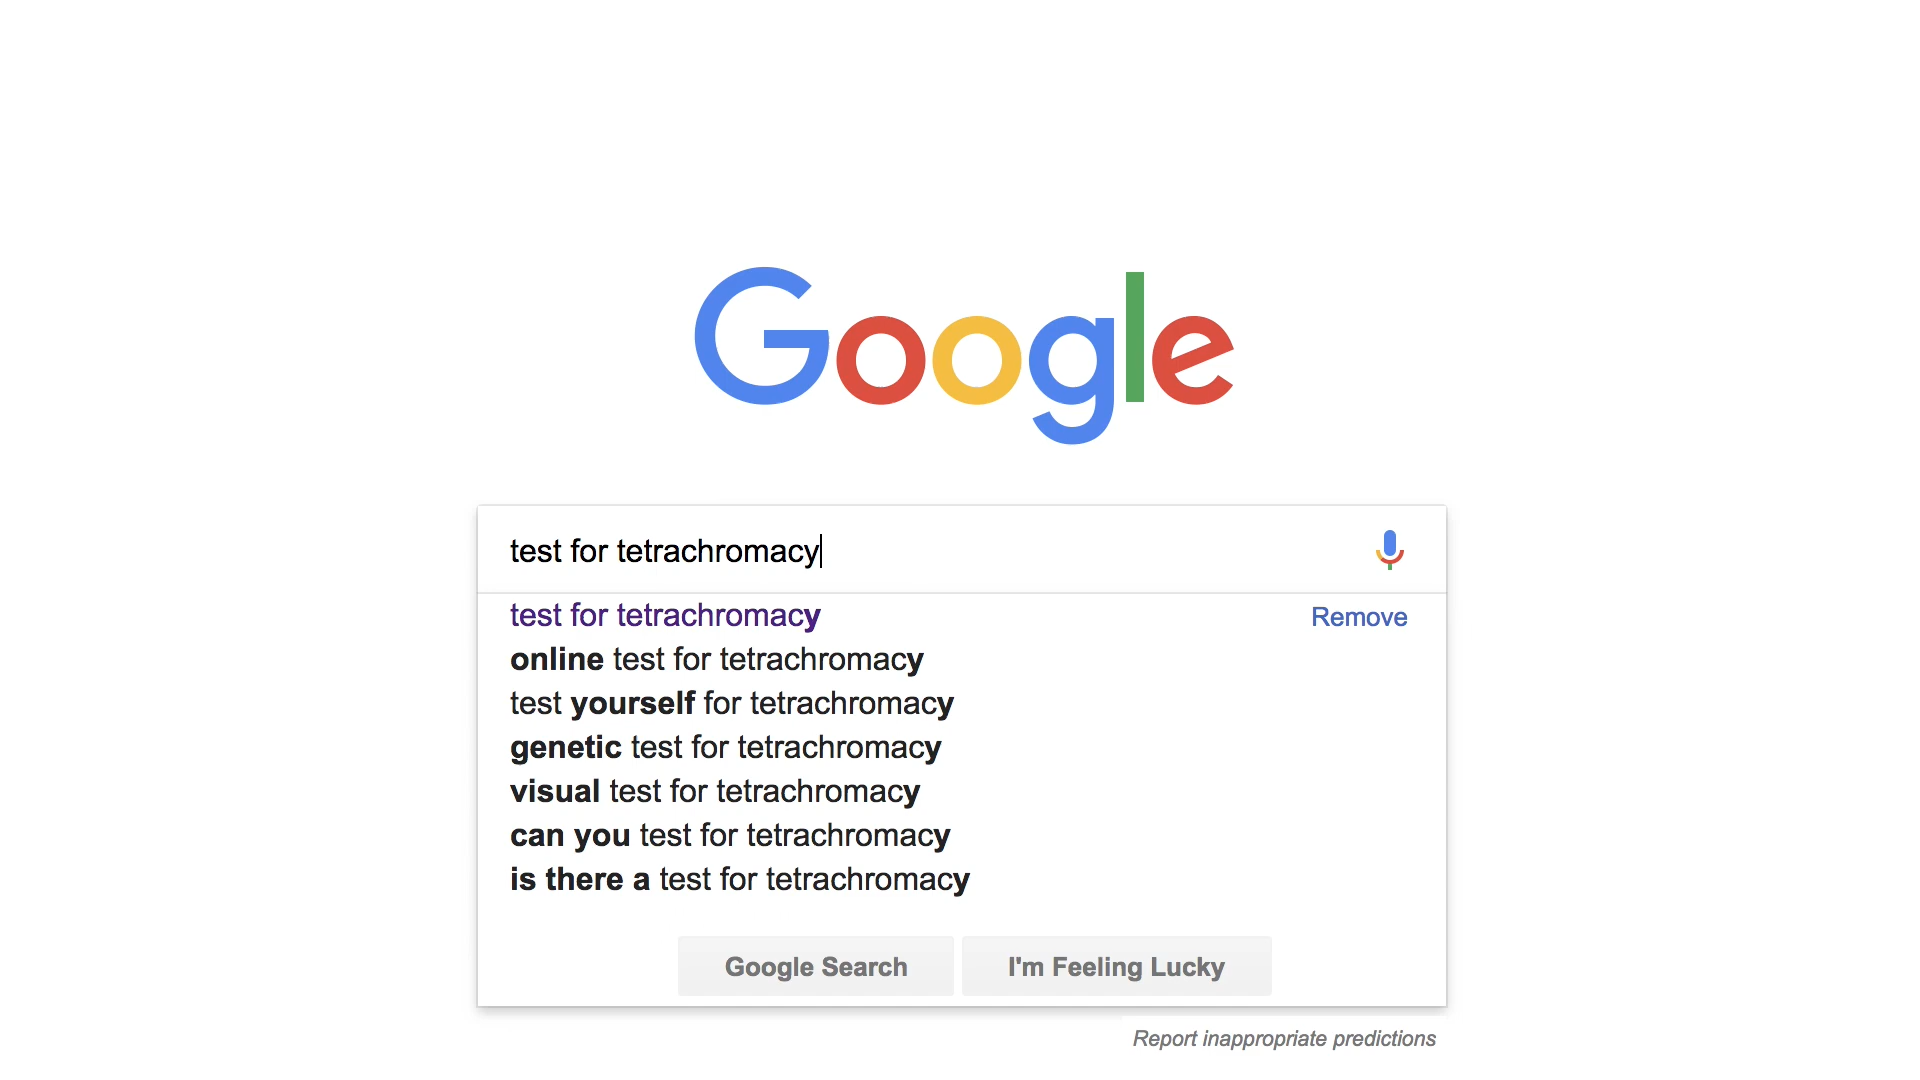 Google
test for tetrachromacy
test for tetrachromacy Remove
online test for tetrachromacy
test yourself for tetrachromacy
genetic test for tetrachromacy
visual test for tetrachromacy
can you test for tetrachromacy
is there a test for tetrachromacy
Google Search I'm Feeling Lucky
Report inappropriate predictions